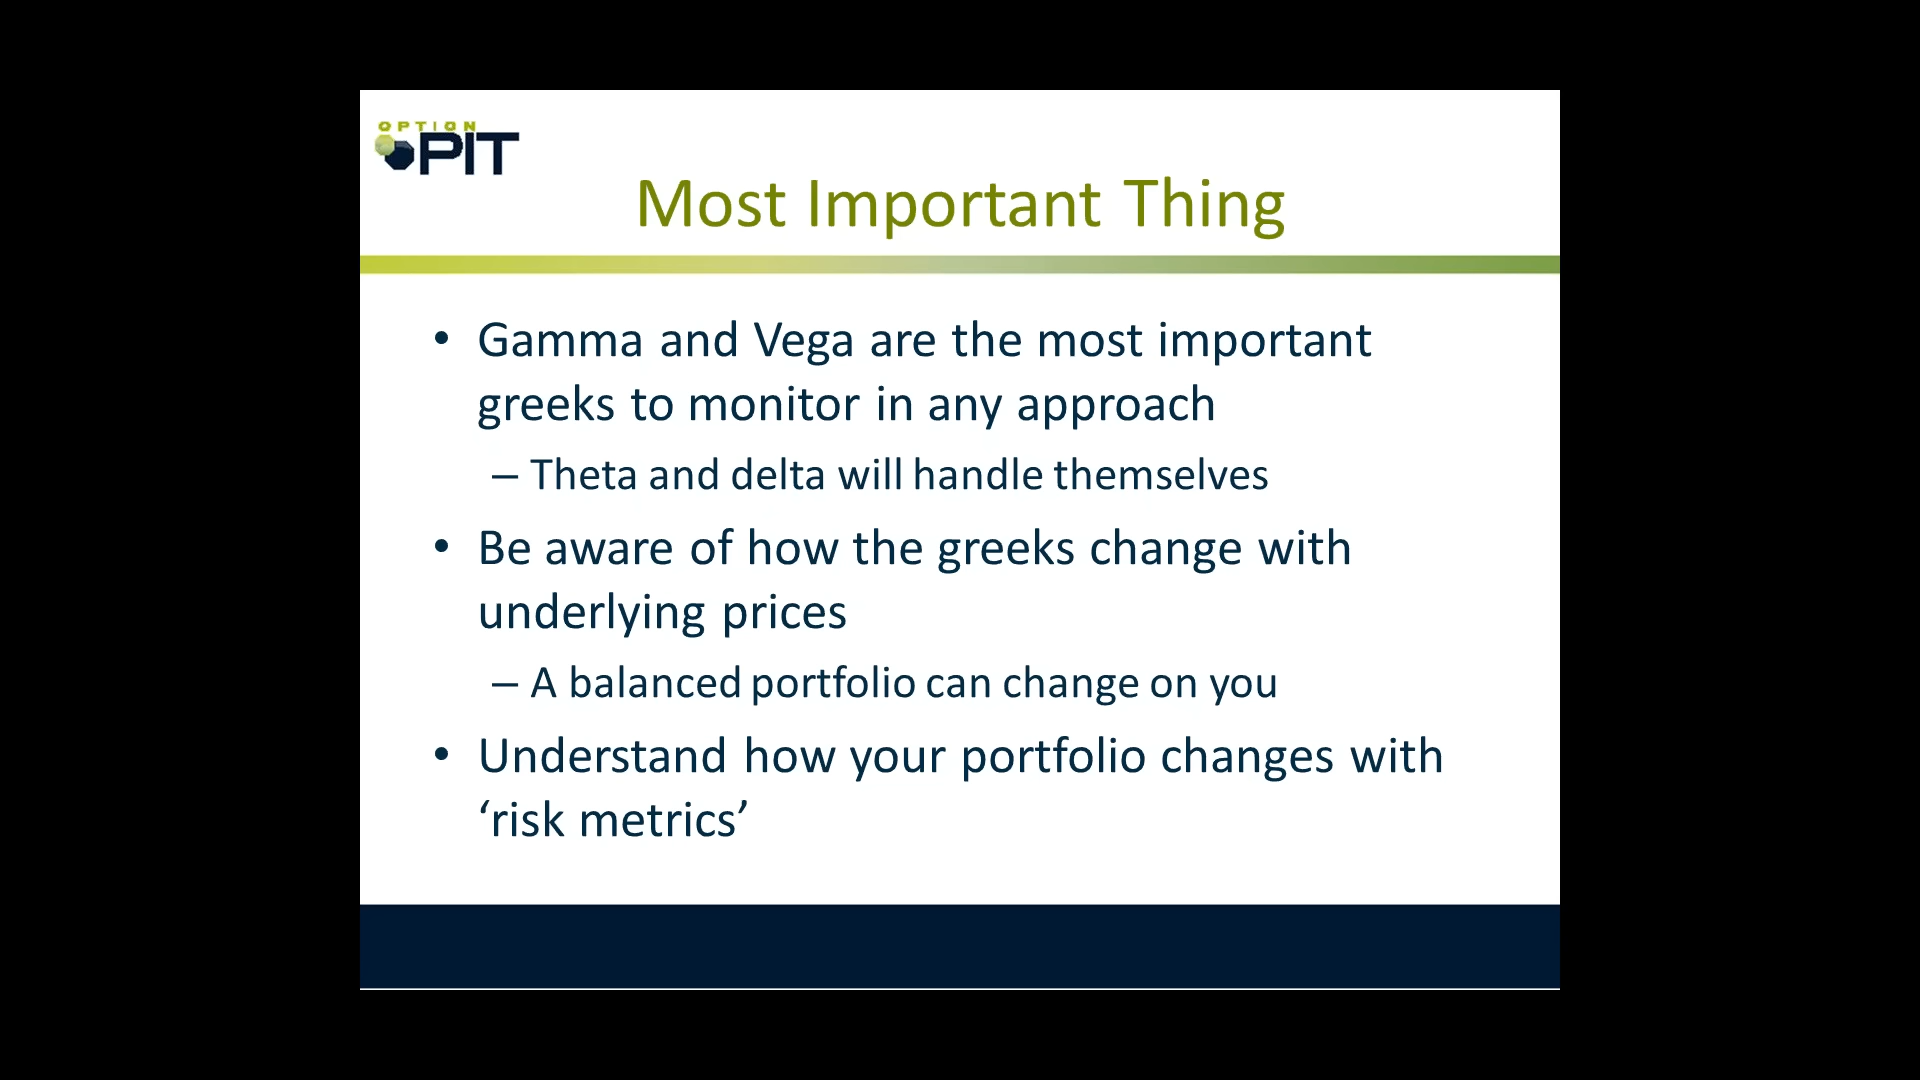 OPTION
PIT
Most Important Thing
• Gamma and Vega are the most important
greeks to monitor in any approach
– Theta and delta will handle themselves
• Be aware of how the greeks change with
underlying prices
– A balanced portfolio can change on you
• Understand how your portfolio changes with
‘risk metrics’